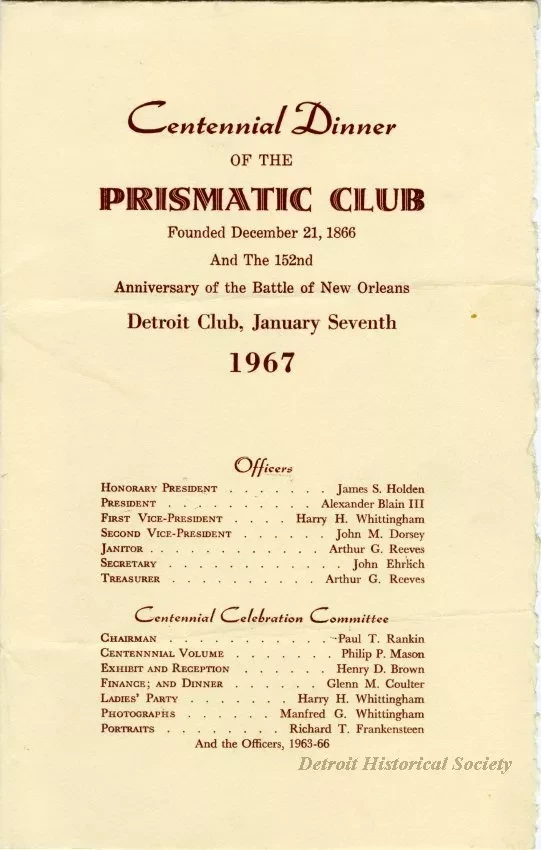 Centennial Dinner
OF THE
PRISMATIC CLUB
Founded December 21, 1866
And The 152nd
Anniversary of the Battle of New Orleans
Detroit Club, January Seventh
1967
Officers
HONORARY PRESIDENT . . . . . . . James S. Holden
PRESIDENT . . . . . . . . . . Alexander Blain III
FIRST VICE-PRESIDENT . . . . Harry H. Whittingham
SECOND VICE-PRESIDENT . . . . . . John M. Dorsey
JANITOR . . . . . . . . . . . . Arthur G. Reeves
SECRETARY . . . . . . . . . . . . John Ehrlich
TREASURER . . . . . . . . . . Arthur G. Reeves
Centennial Celebration Committee
CHAIRMAN . . . . . . . . . . . Paul T. Rankin
CENTENNNIAL VOLUME . . . . . . . Philip P. Mason
EXHIBIT AND RECEPTION . . . . . . Henry D. Brown
FINANCE; AND DINNER . . . . . . Glenn M. Coulter
LADIES' PARTY . . . . . . . Harry H. Whittingham
PHOTOGRAPHS . . . . . . Manfred G. Whittingham
PORTRAITS . . . . . . . . Richard T. Frankensteen
And the Officers, 1963-66
Detroit Historical Society